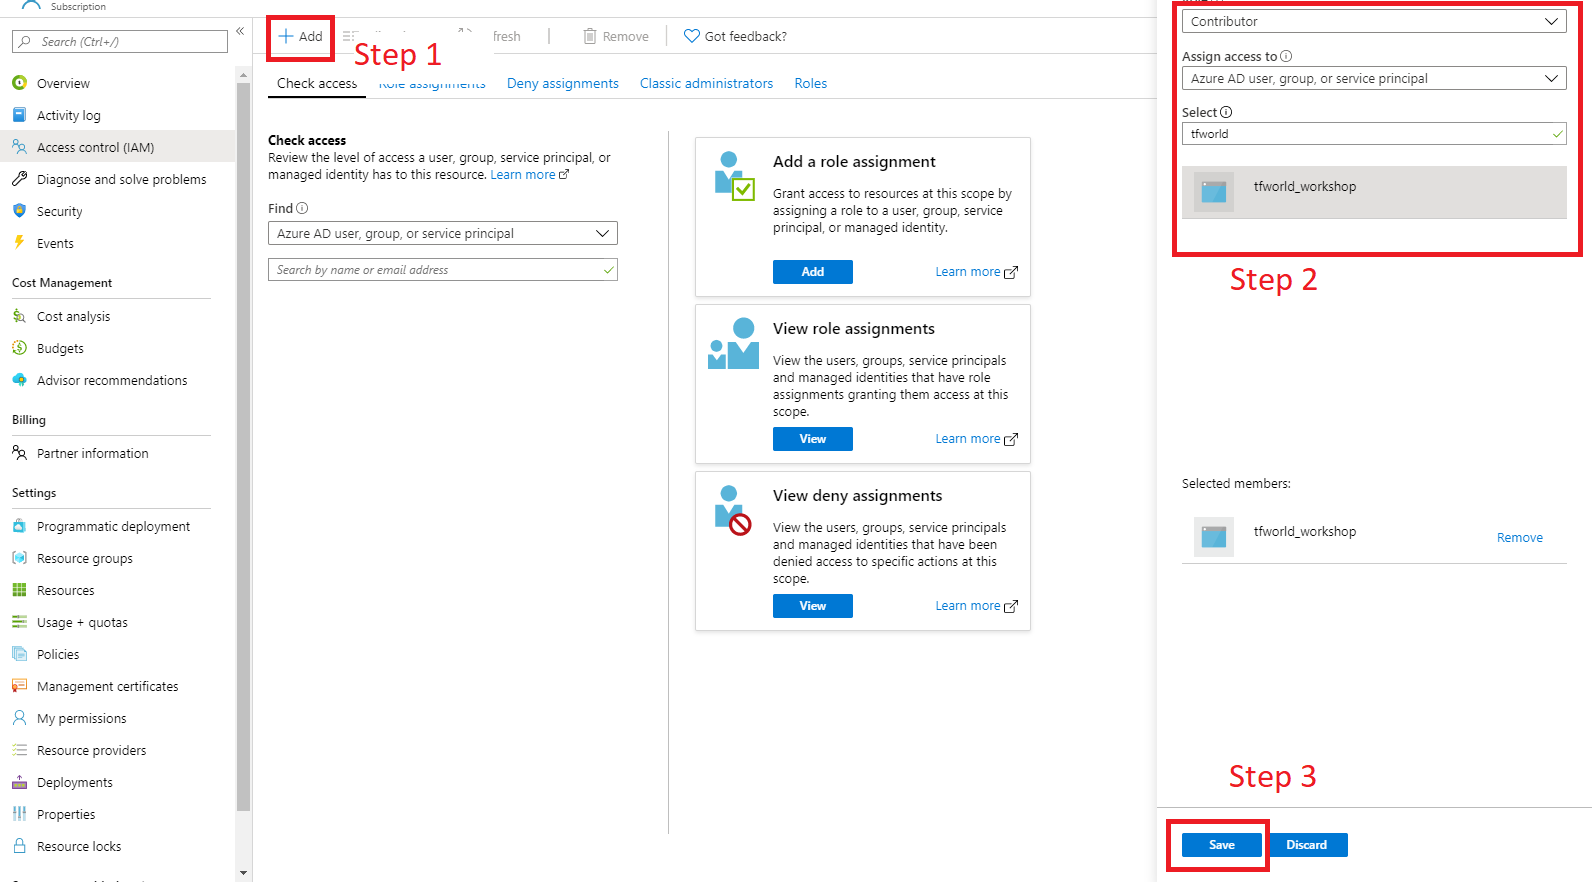 Subscription
Search (Ctrl+/)
«
Overview
Activity log
Access control (IAM)
Diagnose and solve problems
Security
Events
Cost Management
Cost analysis
Budgets
Advisor recommendations
Billing
Partner information
Settings
Programmatic deployment
Resource groups
Resources
Usage + quotas
Policies
Management certificates
My permissions
Resource providers
Deployments
Properties
Resource locks
Add
Step 1
Remove
Got feedback?
Check access
Role assignments
Deny assignments
Classic administrators
Roles
Check access
Review the level of access a user, group, service principal, or
managed identity has to this resource. Learn more
Find
Azure AD user, group, or service principal
Search by name or email address
Add a role assignment
Grant access to resources at this scope by
assigning a role to a user, group, service
principal, or managed identity.
Add
Learn more
View role assignments
View the users, groups, service principals
and managed identities that have role
assignments granting them access at this
scope.
View
Learn more
View deny assignments
View the users, groups, service principals
and managed identities that have been
denied access to specific actions at this
scope.
View
Learn more
Contributor
Assign access to
Azure AD user, group, or service principal
Select
tfworld
tfworld_workshop
Step 2
Selected members:
tfworld_workshop
Remove
Step 3
Save
Discard